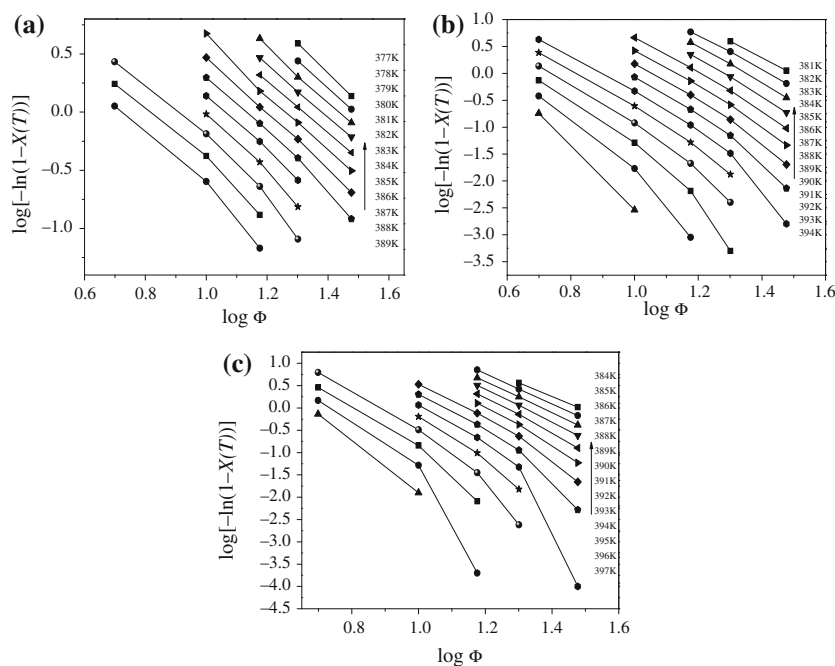 (a)
log[−ln(1−X(T))]
0.5
0.0
−0.5
−1.0
0.6
0.8
1.0
1.2
1.4
1.6
log Φ
377K
378K
379K
380K
381K
382K
383K
384K
385K
386K
387K
388K
389K
(b)
log[−ln(1−X(T))]
1.0
0.5
0.0
−0.5
−1.0
−1.5
−2.0
−2.5
−3.0
−3.5
0.6
0.8
1.0
1.2
1.4
1.6
log Φ
381K
382K
383K
384K
385K
386K
387K
388K
389K
390K
391K
392K
393K
394K
(c)
log[−ln(1−X(T))]
1.0
0.5
0.0
−0.5
−1.0
−1.5
−2.0
−2.5
−3.0
−3.5
−4.0
−4.5
0.8
1.0
1.2
1.4
1.6
log Φ
384K
385K
386K
387K
388K
389K
390K
391K
392K
393K
394K
395K
396K
397K